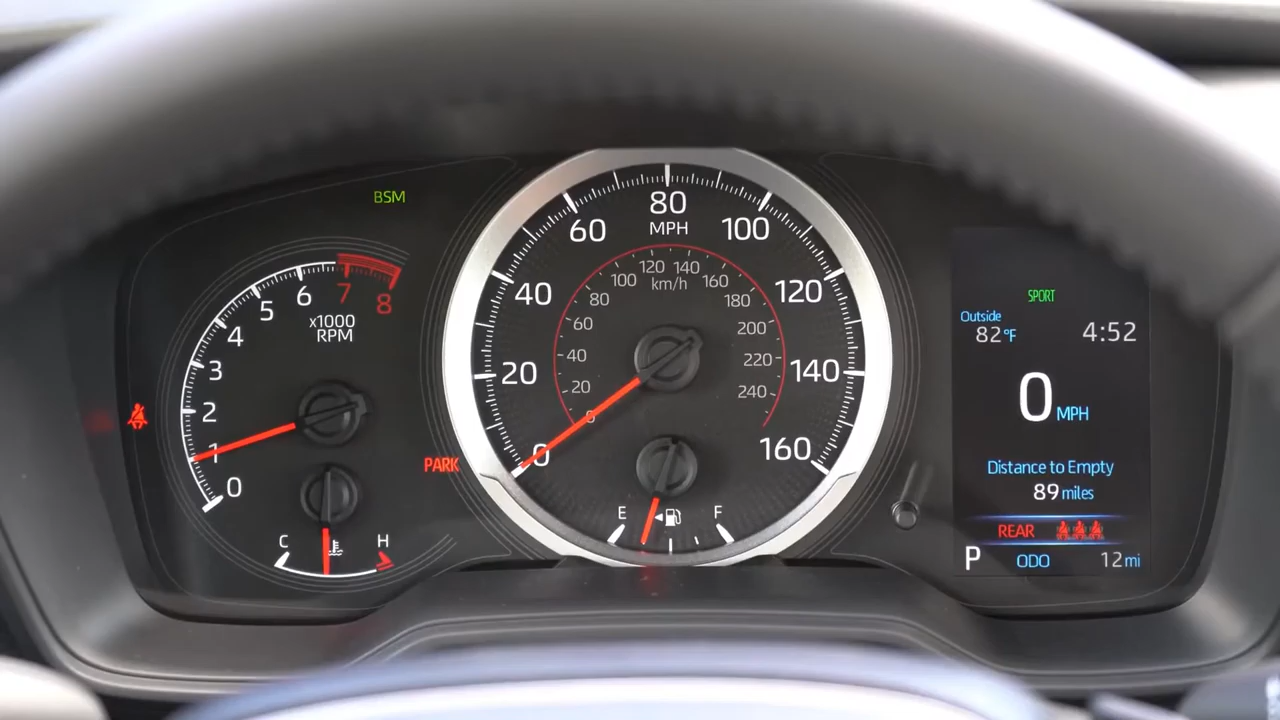 BSM
8
7
6
5
4
3
2
1
0
x1000
RPM
C
H
PARK
0
20
40
60
80
MPH
100
120
140
160
0
20
40
60
80
100
120
140
160
km/h
180
200
220
240
E
F
SPORT
Outside
82°F
4:52
0 MPH
Distance to Empty
89 miles
REAR
P ODO 12 mi